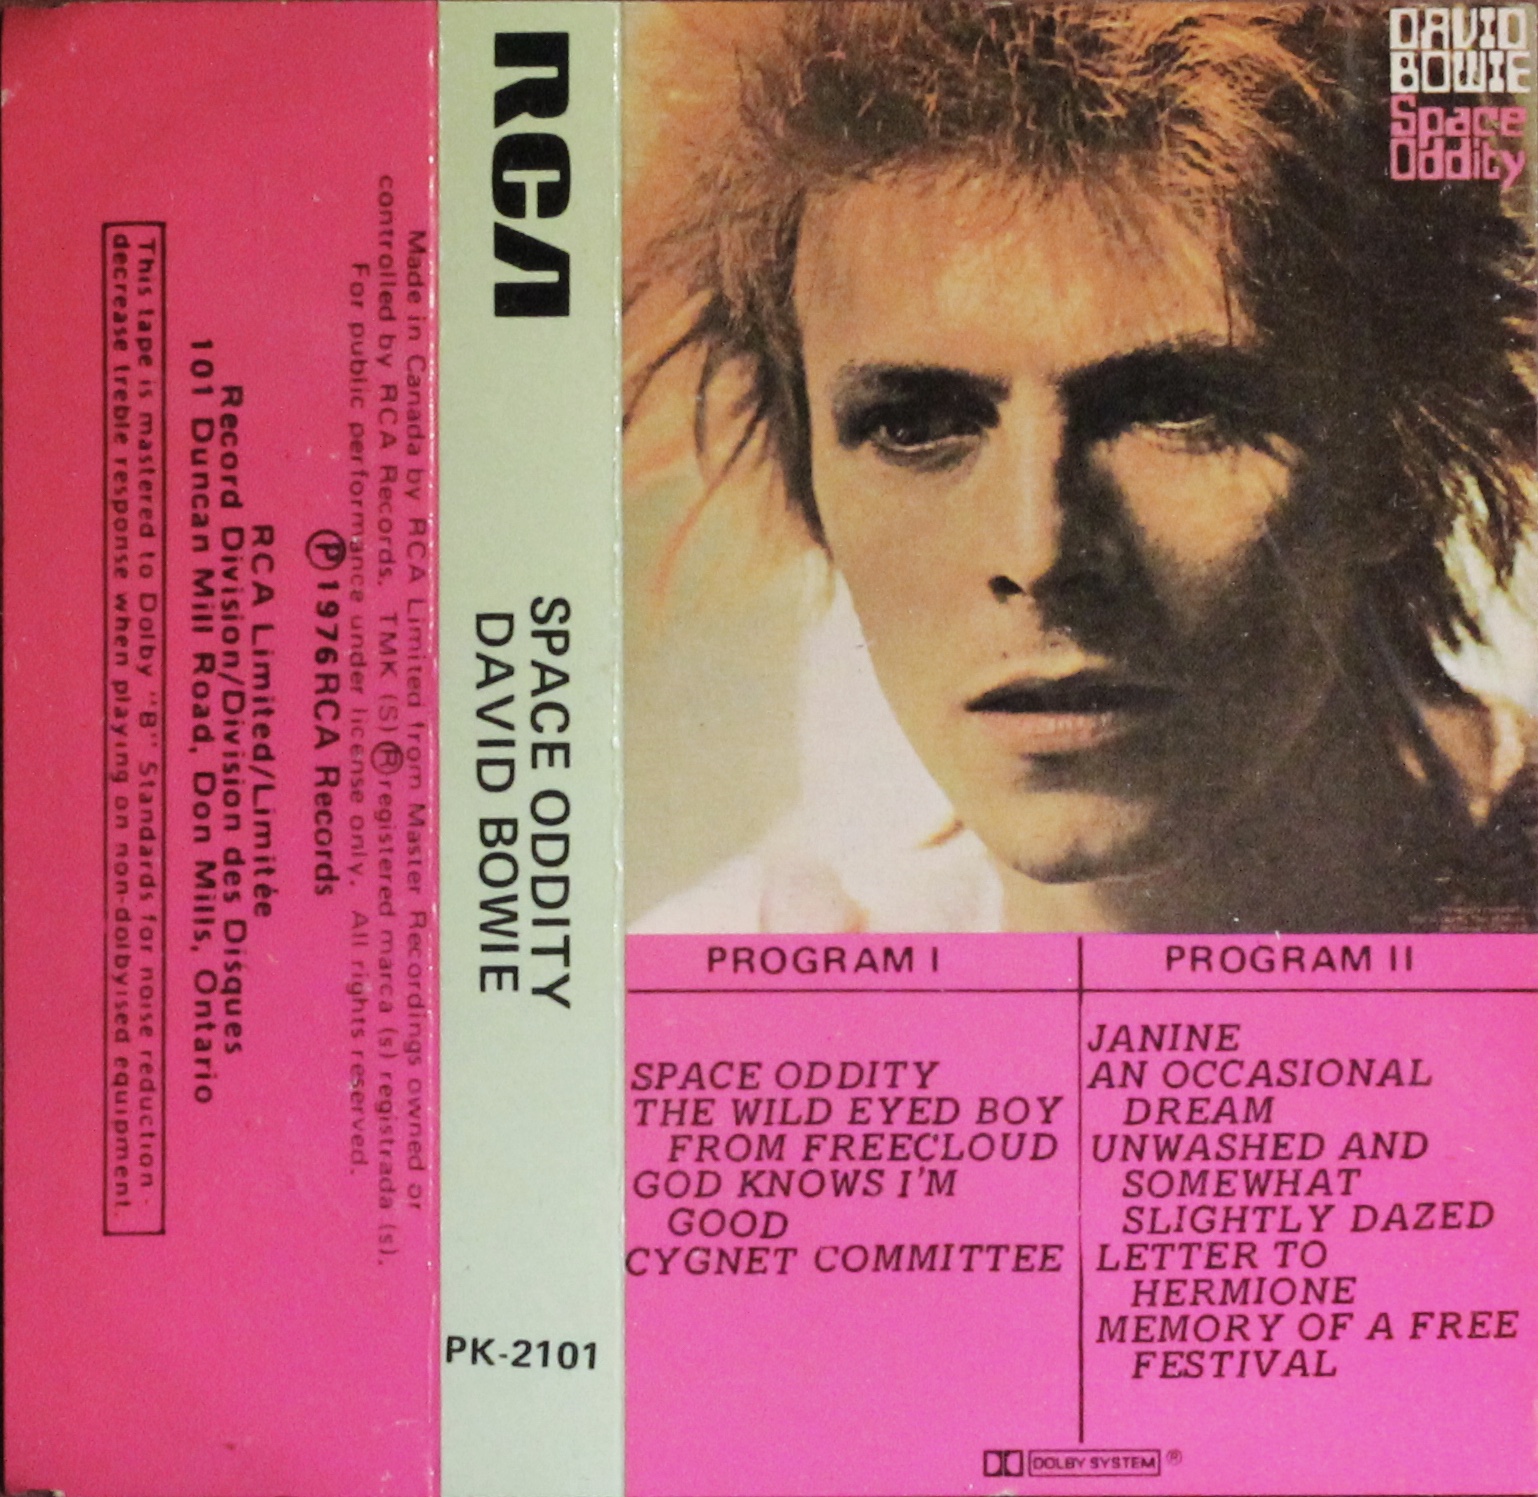 This tape is mastered to Dolby "B" Standards for noise reduction -
decrease treble response when playing on non-dolbyised equipment.
Made in Canada by RCA Limited from Master Recordings owned or
controlled by RCA Records. TMK (S) Ⓡ registered marca (s) registrada (s).
For public performance under license only. All rights reserved.
Ⓟ 1976 RCA Records
RCA Limited/Limitée
Record Division/Division des Disques
101 Duncan Mill Road, Don Mills, Ontario
RCA
SPACE ODDITY
DAVID BOWIE
PK-2101
DAVID
BOWIE
Space
Oddity
PROGRAM I
SPACE ODDITY
THE WILD EYED BOY
FROM FREECLOUD
GOD KNOWS I'M
GOOD
CYGNET COMMITTEE
PROGRAM II
JANINE
AN OCCASIONAL
DREAM
UNWASHED AND
SOMEWHAT
SLIGHTLY DAZED
LETTER TO
HERMIONE
MEMORY OF A FREE
FESTIVAL
DOLBY SYSTEM ®